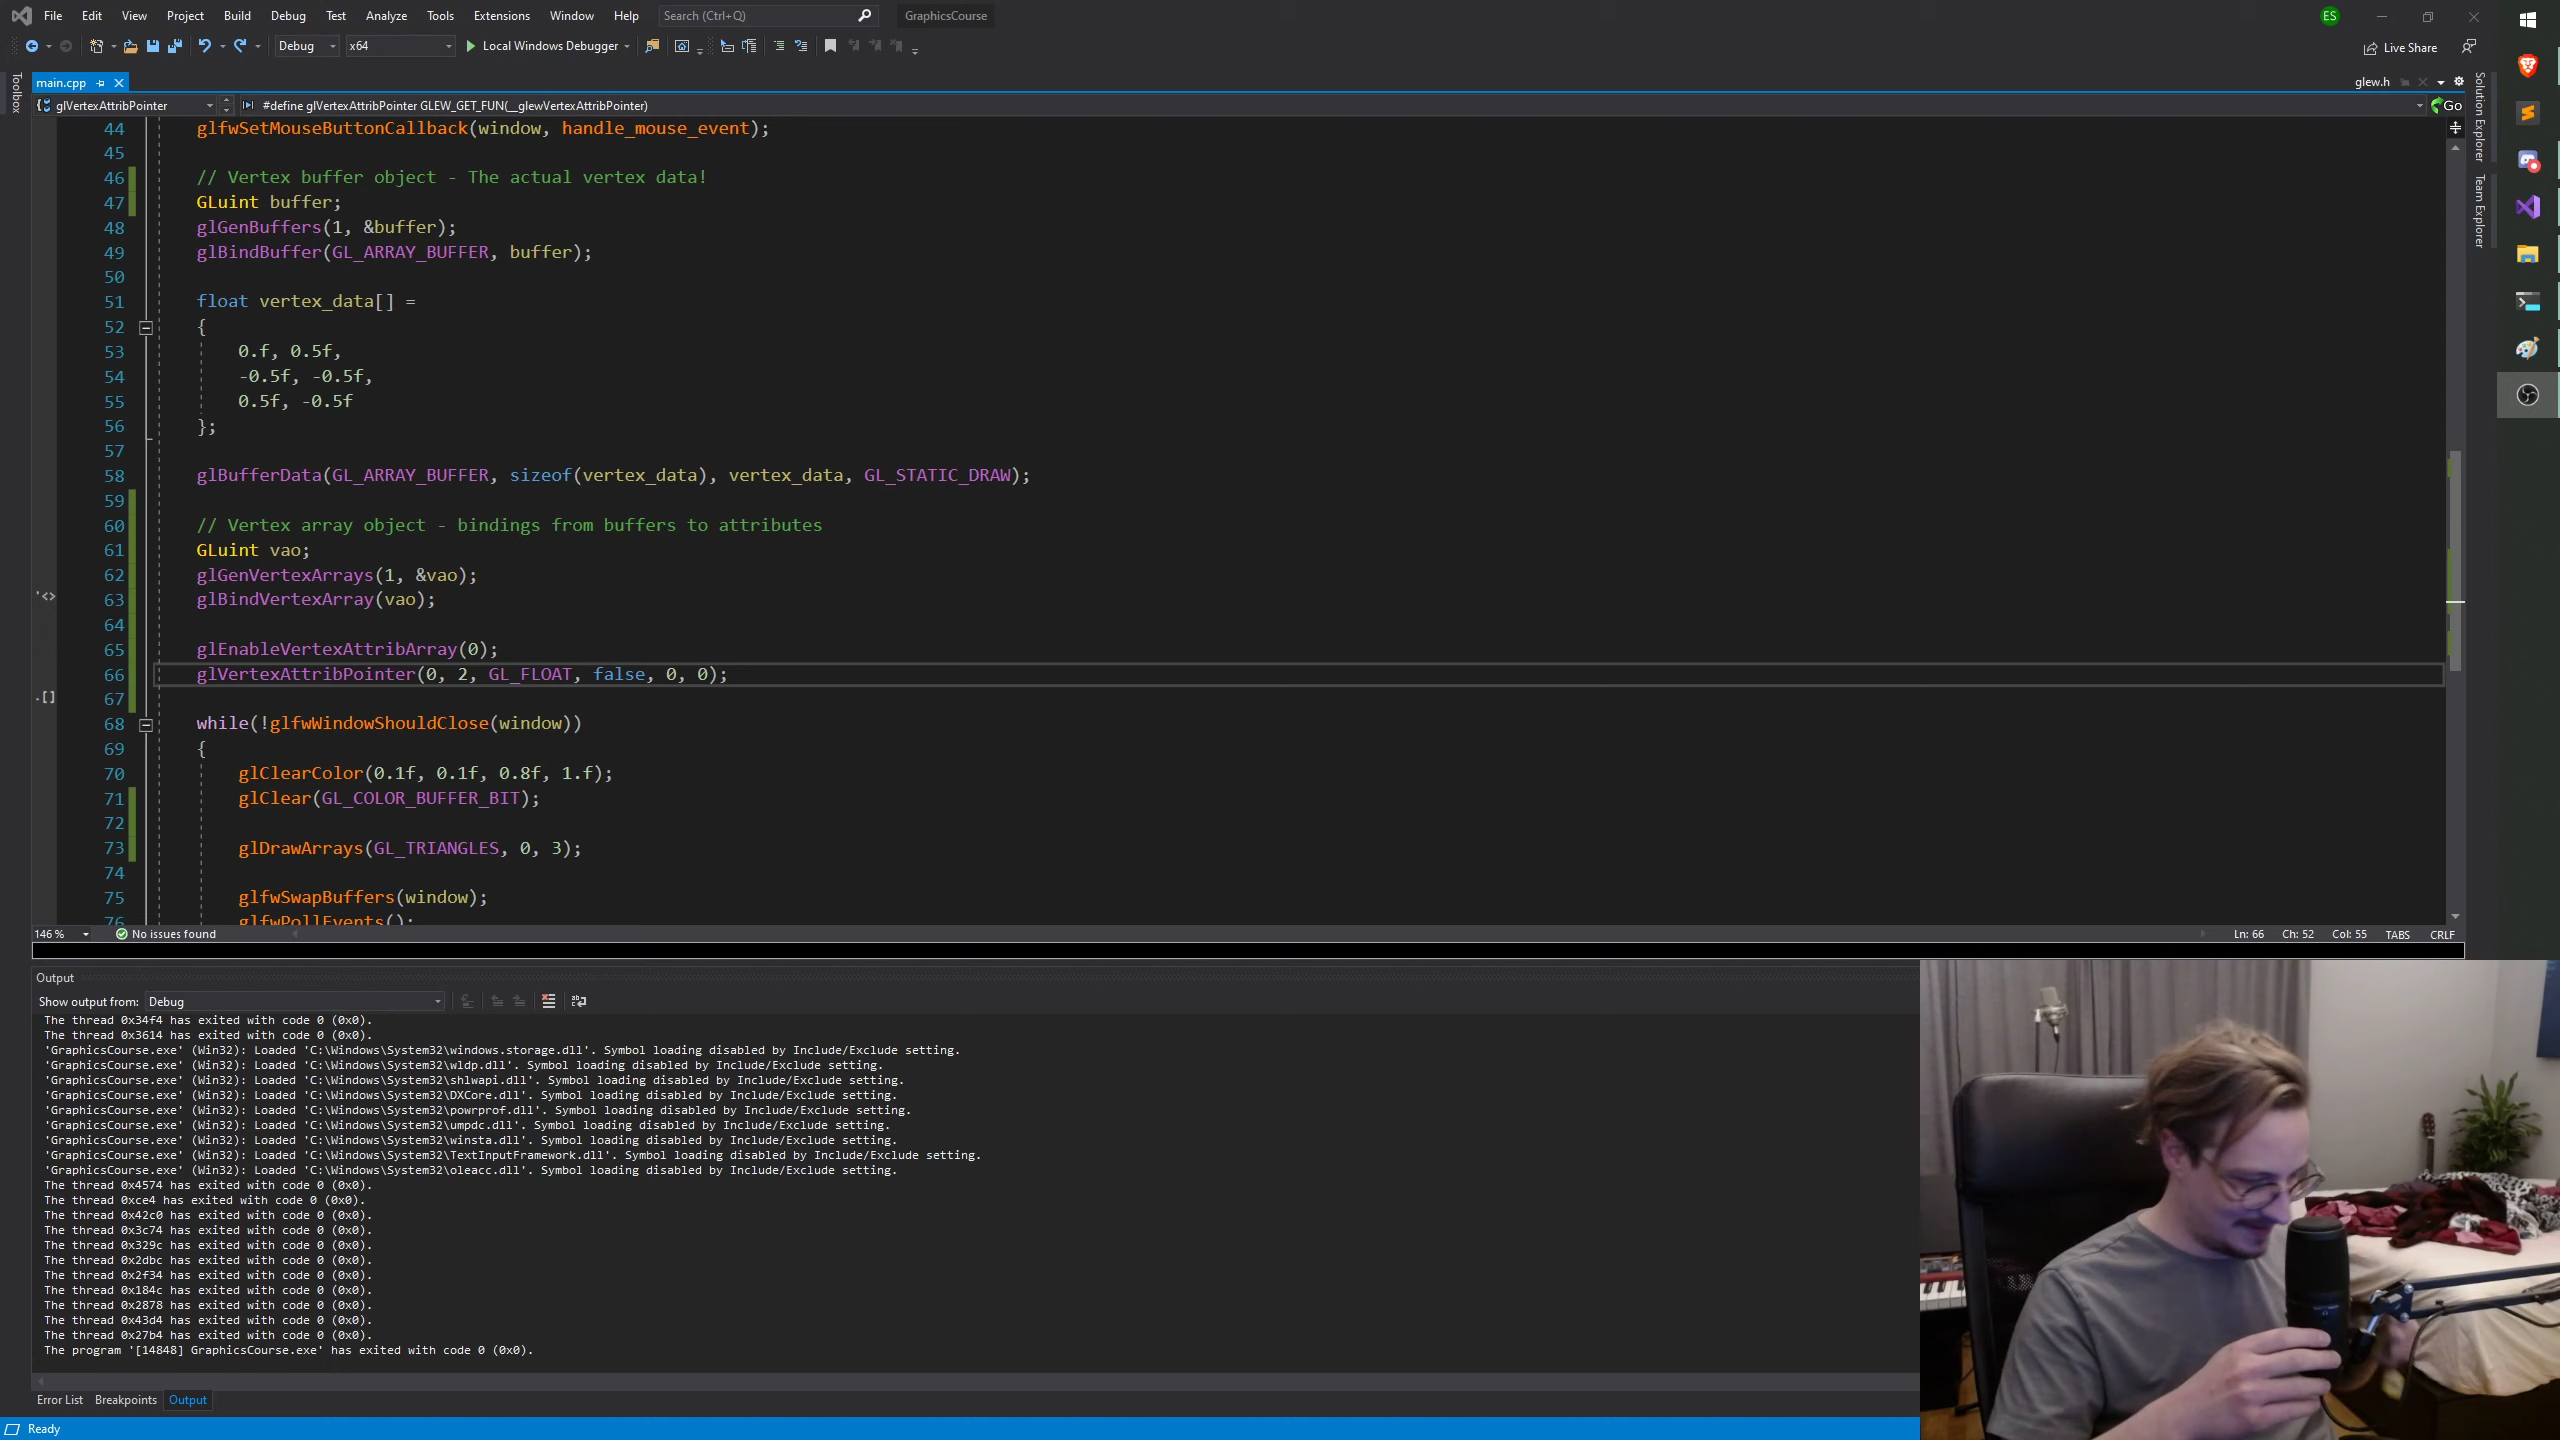 File Edit View Project Build Debug Test Analyze Tools Extensions Window Help Search (Ctrl+Q) GraphicsCourse ES
Debug x64 Local Windows Debugger Live Share
Toolbox
main.cpp glew.h
glVertexAttribPointer #define glVertexAttribPointer GLEW_GET_FUN(__glewVertexAttribPointer) Go
Solution Explorer
Team Explorer
44 glfwSetMouseButtonCallback(window, handle_mouse_event);
45
46 // Vertex buffer object - The actual vertex data!
47 GLuint buffer;
48 glGenBuffers(1, &buffer);
49 glBindBuffer(GL_ARRAY_BUFFER, buffer);
50
51 float vertex_data[] =
52 {
53 0.f, 0.5f,
54 -0.5f, -0.5f,
55 0.5f, -0.5f
56 };
57
58 glBufferData(GL_ARRAY_BUFFER, sizeof(vertex_data), vertex_data, GL_STATIC_DRAW);
59
60 // Vertex array object - bindings from buffers to attributes
61 GLuint vao;
62 glGenVertexArrays(1, &vao);
63 glBindVertexArray(vao);
64
65 glEnableVertexAttribArray(0);
66 glVertexAttribPointer(0, 2, GL_FLOAT, false, 0, 0);
67
68 while(!glfwWindowShouldClose(window))
69 {
70 glClearColor(0.1f, 0.1f, 0.8f, 1.f);
71 glClear(GL_COLOR_BUFFER_BIT);
72
73 glDrawArrays(GL_TRIANGLES, 0, 3);
74
75 glfwSwapBuffers(window);
76 glfwPollEvents();
146 % No issues found Ln: 66 Ch: 52 Col: 55 TABS CRLF
Output
Show output from: Debug
The thread 0x34f4 has exited with code 0 (0x0).
The thread 0x3614 has exited with code 0 (0x0).
'GraphicsCourse.exe' (Win32): Loaded 'C:\Windows\System32\windows.storage.dll'. Symbol loading disabled by Include/Exclude setting.
'GraphicsCourse.exe' (Win32): Loaded 'C:\Windows\System32\wldp.dll'. Symbol loading disabled by Include/Exclude setting.
'GraphicsCourse.exe' (Win32): Loaded 'C:\Windows\System32\shlwapi.dll'. Symbol loading disabled by Include/Exclude setting.
'GraphicsCourse.exe' (Win32): Loaded 'C:\Windows\System32\DXCore.dll'. Symbol loading disabled by Include/Exclude setting.
'GraphicsCourse.exe' (Win32): Loaded 'C:\Windows\System32\powrprof.dll'. Symbol loading disabled by Include/Exclude setting.
'GraphicsCourse.exe' (Win32): Loaded 'C:\Windows\System32\umpdc.dll'. Symbol loading disabled by Include/Exclude setting.
'GraphicsCourse.exe' (Win32): Loaded 'C:\Windows\System32\winsta.dll'. Symbol loading disabled by Include/Exclude setting.
'GraphicsCourse.exe' (Win32): Loaded 'C:\Windows\System32\TextInputFramework.dll'. Symbol loading disabled by Include/Exclude setting.
'GraphicsCourse.exe' (Win32): Loaded 'C:\Windows\System32\oleacc.dll'. Symbol loading disabled by Include/Exclude setting.
The thread 0x4574 has exited with code 0 (0x0).
The thread 0xce4 has exited with code 0 (0x0).
The thread 0x42c0 has exited with code 0 (0x0).
The thread 0x3c74 has exited with code 0 (0x0).
The thread 0x329c has exited with code 0 (0x0).
The thread 0x2dbc has exited with code 0 (0x0).
The thread 0x2f34 has exited with code 0 (0x0).
The thread 0x184c has exited with code 0 (0x0).
The thread 0x2878 has exited with code 0 (0x0).
The thread 0x43d4 has exited with code 0 (0x0).
The thread 0x27b4 has exited with code 0 (0x0).
The program '[14848] GraphicsCourse.exe' has exited with code 0 (0x0).
Error List Breakpoints Output
Ready